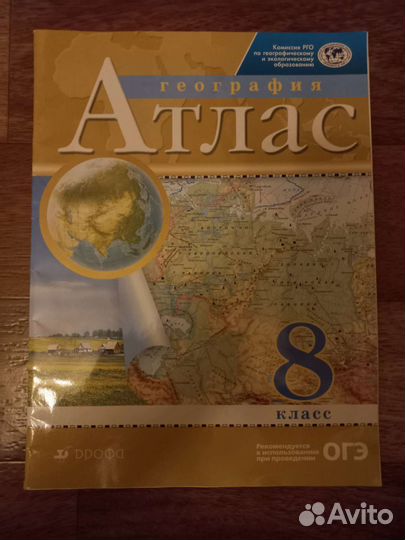 Комиссия РГО
по географическому
и экологическому
образованию
география
Атлас
8
класс
дрофа
Рекомендуется
к использованию
при проведении
ОГЭ
Avito